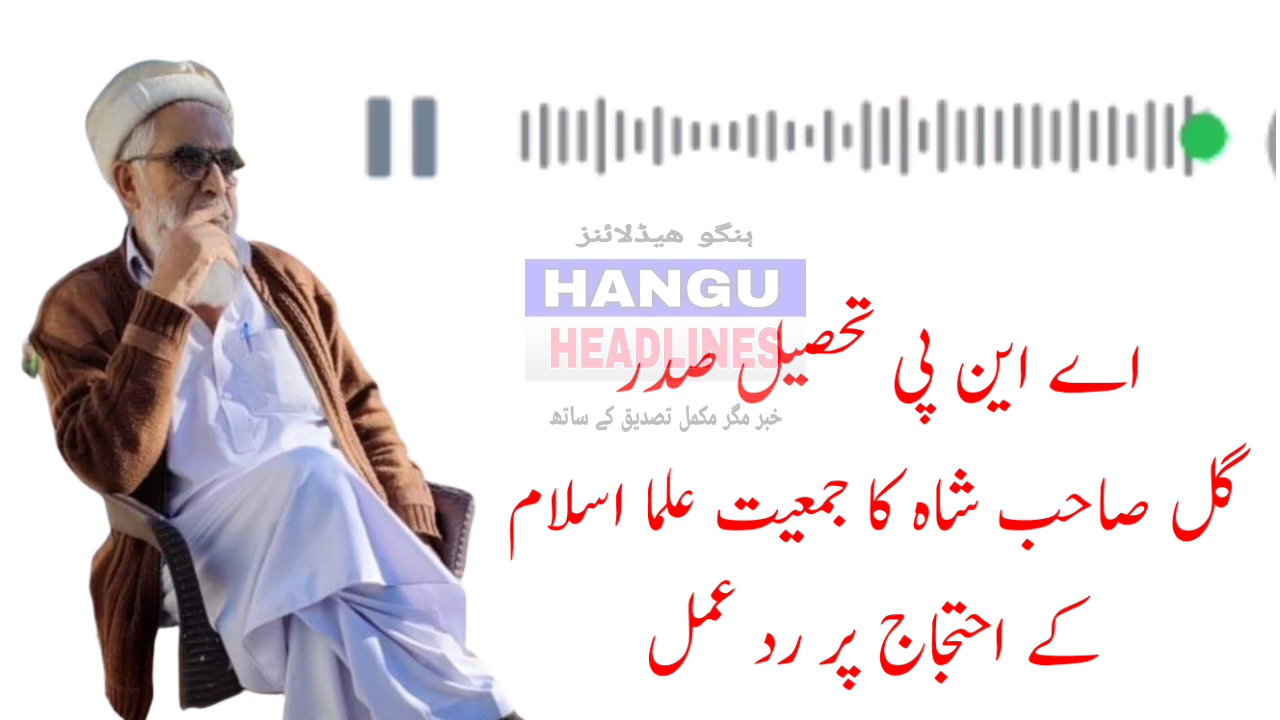 ہنگو ھیڈلائنز
HANGU
HEADLINES
اے این پی تحصیل صدر
خبر مگر مکمل تصدیق کے ساتھ
گل صاحب شاہ کا جمعیت علما اسلام
کے احتجاج پر رد عمل